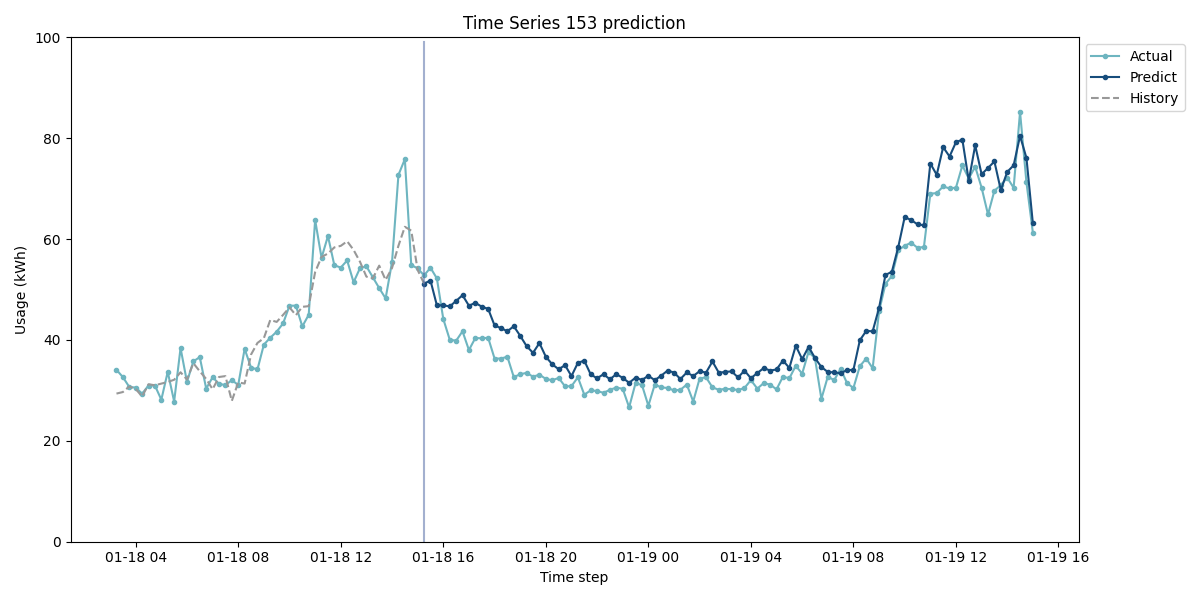 Time Series 153 prediction
100
80
60
40
20
0
Usage (kWh)
01-18 04
01-18 08
01-18 12
01-18 16
01-18 20
01-19 00
01-19 04
01-19 08
01-19 12
01-19 16
Time step
Actual
Predict
History